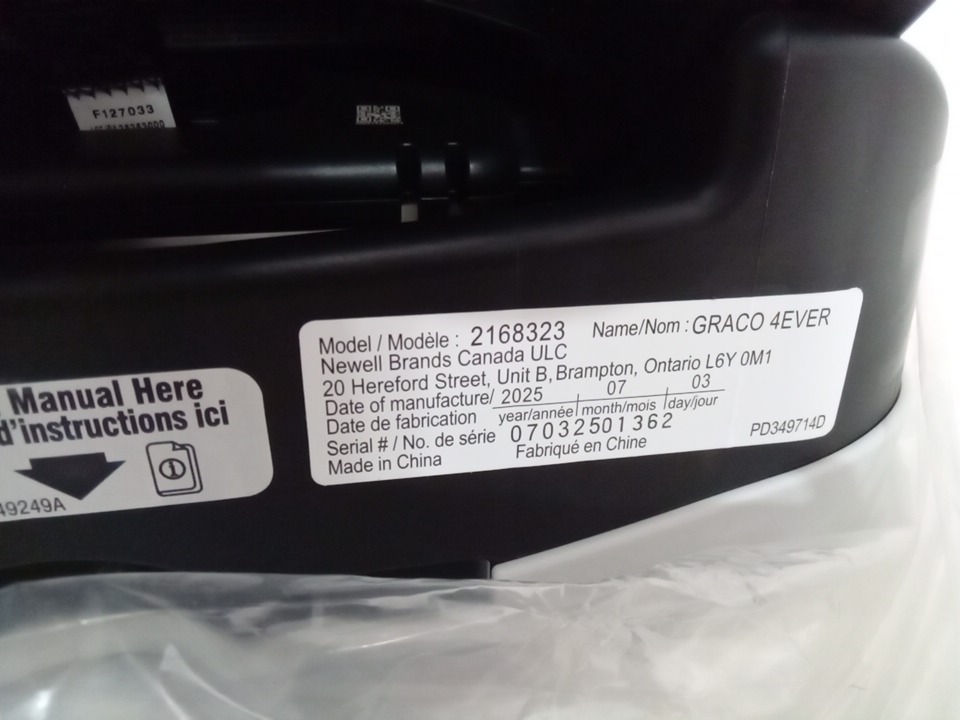 F127033
Manual Here
d'instructions ici
49249A
Model / Modèle : 2168323 Name/Nom : GRACO 4EVER
Newell Brands Canada ULC
20 Hereford Street, Unit B, Brampton, Ontario L6Y 0M1
Date of manufacture/ 2025 07 03
Date de fabrication year/année month/mois day/jour
Serial # / No. de série 07032501362
Made in China Fabriqué en Chine PD349714D